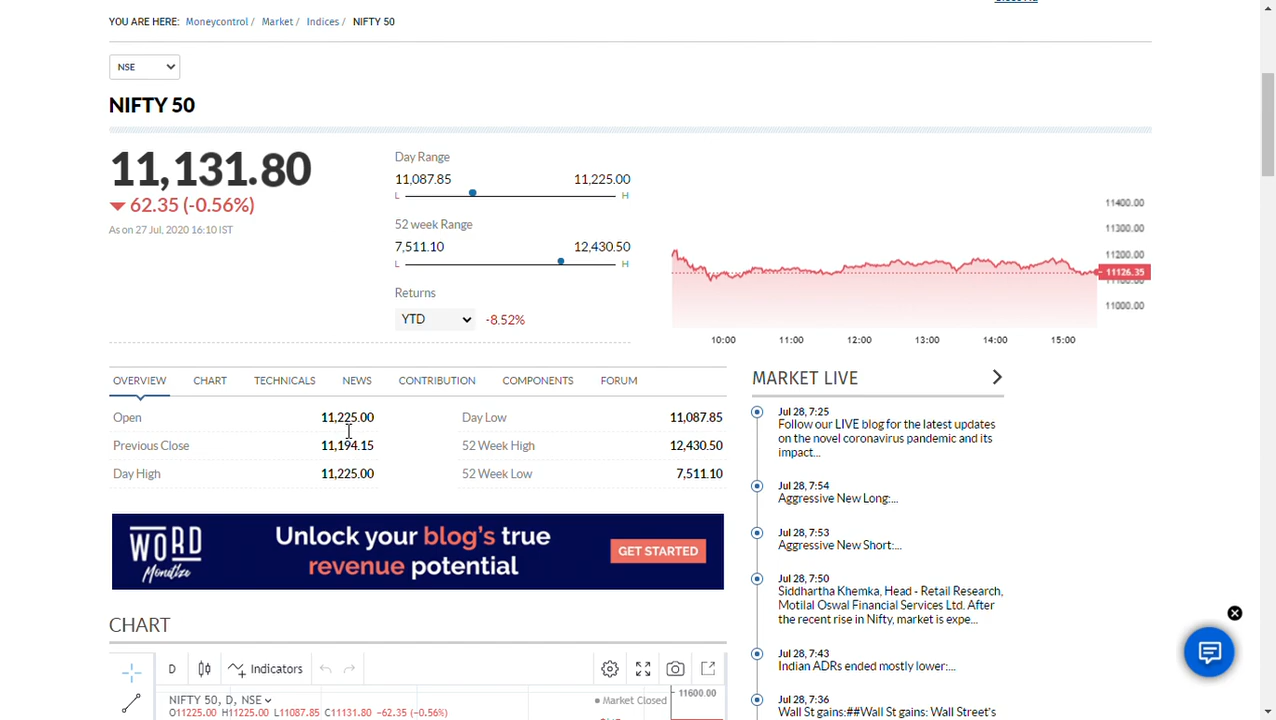 YOU ARE HERE: Moneycontrol / Market / Indices / NIFTY 50
NSE
NIFTY 50
11,131.80
62.35 (-0.56%)
As on 27 Jul, 2020 16:10 IST
Day Range
11,087.85 11,225.00
L H
52 week Range
7,511.10 12,430.50
L H
Returns
YTD -8.52%
11400.00
11300.00
11200.00
11126.35
11100.00
11000.00
10:00 11:00 12:00 13:00 14:00 15:00
OVERVIEW CHART TECHNICALS NEWS CONTRIBUTION COMPONENTS FORUM
Open 11,225.00 Day Low 11,087.85
Previous Close 11,194.15 52 Week High 12,430.50
Day High 11,225.00 52 Week Low 7,511.10
WORD
Monetize
Unlock your blog's true
revenue potential
GET STARTED
CHART
D Indicators
NIFTY 50, D, NSE
Market Closed
11600.00
O11225.00 H11225.00 L11087.85 C11131.80 −62.35 (−0.56%)
MARKET LIVE
Jul 28, 7:25
Follow our LIVE blog for the latest updates
on the novel coronavirus pandemic and its
impact...
Jul 28, 7:54
Aggressive New Long:...
Jul 28, 7:53
Aggressive New Short:...
Jul 28, 7:50
Siddhartha Khemka, Head - Retail Research,
Motilal Oswal Financial Services Ltd. After
the recent rise in Nifty, market is expe...
Jul 28, 7:43
Indian ADRs ended mostly lower:...
Jul 28, 7:36
Wall St gains:##Wall St gains: Wall Street's